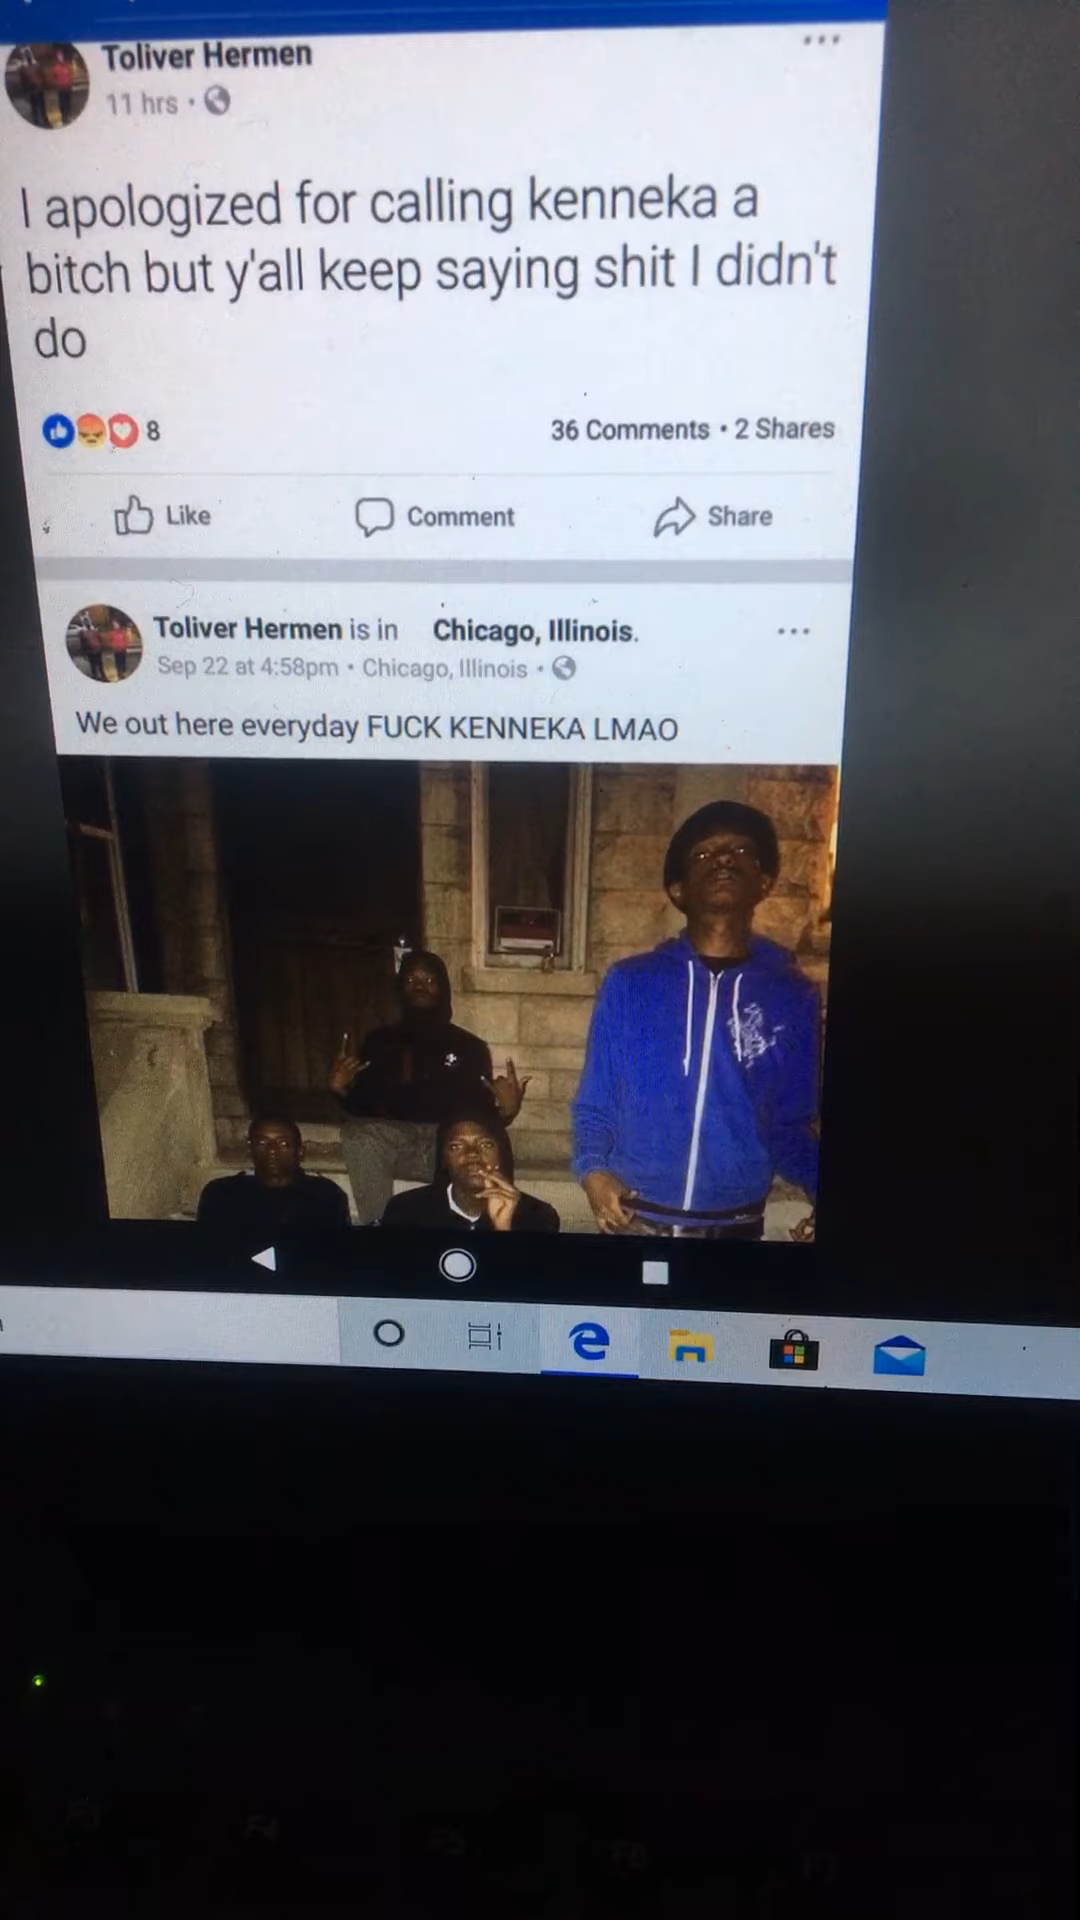 Toliver Hermen
11 hrs
I apologized for calling kenneka a
bitch but y'all keep saying shit I didn't
do
8
36 Comments • 2 Shares
Like Comment Share
Toliver Hermen is in Chicago, Illinois.
Sep 22 at 4:58pm • Chicago, Illinois •
We out here everyday FUCK KENNEKA LMAO
F4